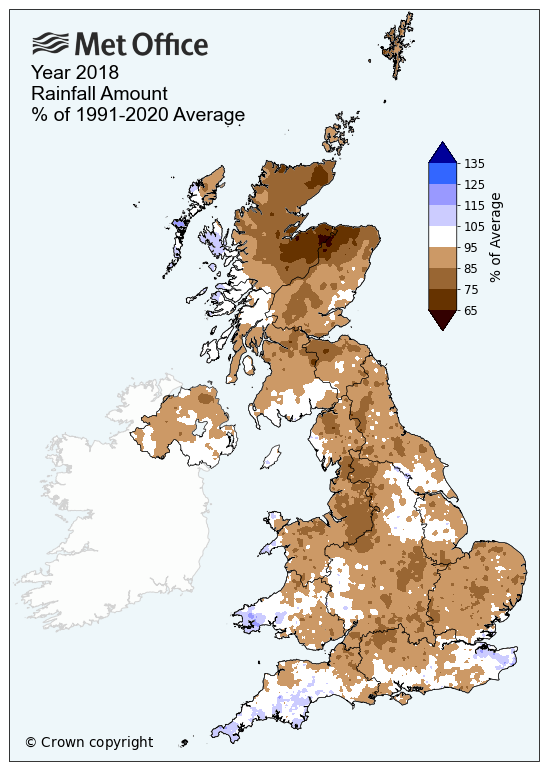 Met Office
Year 2018
Rainfall Amount
% of 1991-2020 Average
135
125
115
105
95
85
75
65
% of Average
© Crown copyright